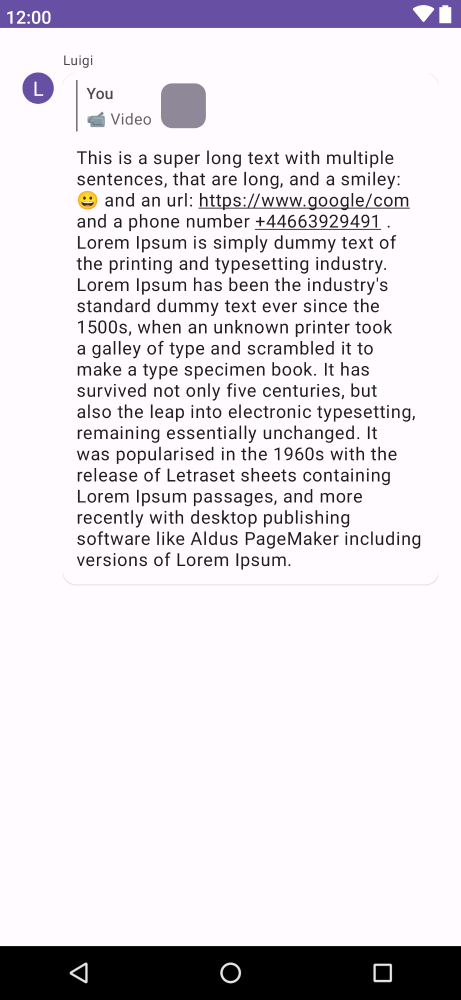 12:00
Luigi
L
You
📹 Video
This is a super long text with multiple
sentences, that are long, and a smiley:
😀 and an url: https://www.google/com
and a phone number +44663929491 .
Lorem Ipsum is simply dummy text of
the printing and typesetting industry.
Lorem Ipsum has been the industry's
standard dummy text ever since the
1500s, when an unknown printer took
a galley of type and scrambled it to
make a type specimen book. It has
survived not only five centuries, but
also the leap into electronic typesetting,
remaining essentially unchanged. It
was popularised in the 1960s with the
release of Letraset sheets containing
Lorem Ipsum passages, and more
recently with desktop publishing
software like Aldus PageMaker including
versions of Lorem Ipsum.